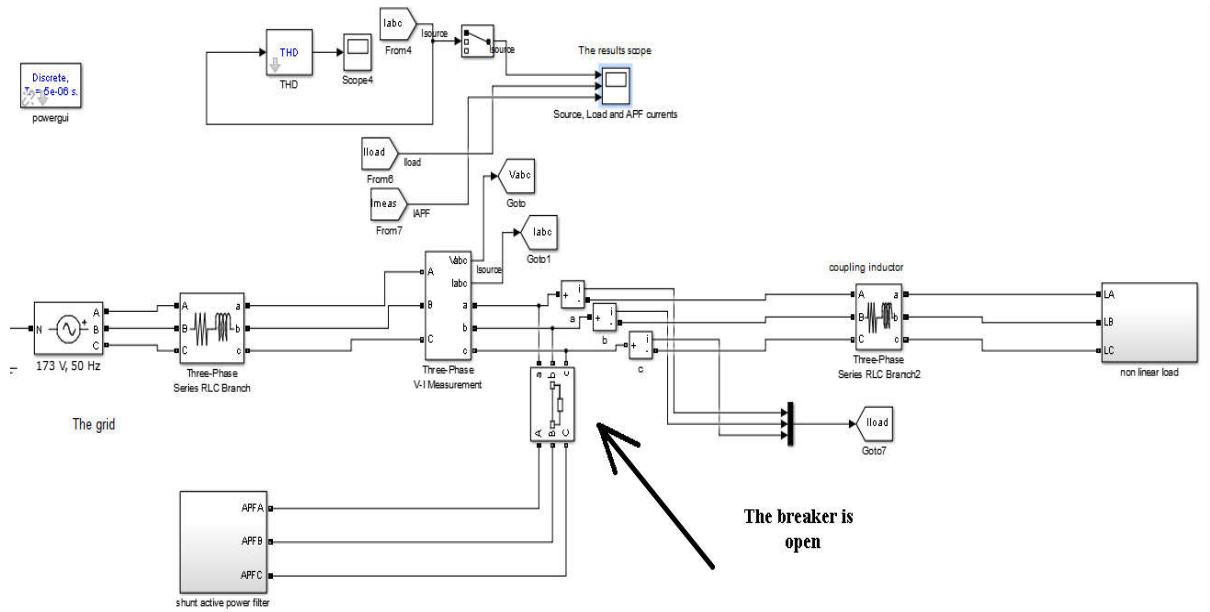 Iabc
From4
Isource
Isource
THD
THD
Scope4
The results scope
Source, Load and APF currents
Discrete,
powergui
Iload
From6
Iload
Imeas
From7
IAPF
Vabc
Goto
Iabc
Goto1
Vabc
Isource
Iabc
A
B
C
a
b
c
Three-Phase
V-I Measurement
N
A
B
C
173 V, 50 Hz
A
B
C
a
b
c
Three-Phase
Series RLC Branch
The grid
+
i
-
a
+
i
-
b
+
i
-
c
coupling inductor
A
B
C
a
b
c
Three-Phase
Series RLC Branch2
LA
LB
LC
non linear load
a
b
c
A
B
C
Iload
Goto7
The breaker is
open
APFA
APFB
APFC
shunt active power filter